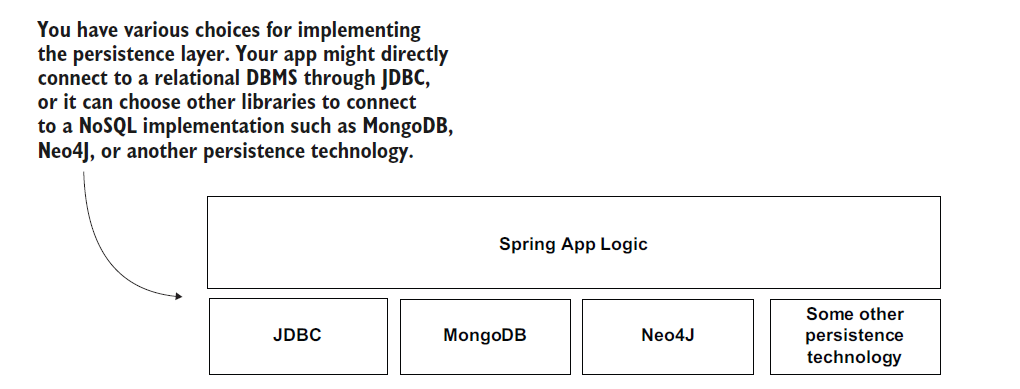 You have various choices for implementing
the persistence layer. Your app might directly
connect to a relational DBMS through JDBC,
or it can choose other libraries to connect
to a NoSQL implementation such as MongoDB,
Neo4J, or another persistence technology.
Spring App Logic
JDBC
MongoDB
Neo4J
Some other
persistence
technology